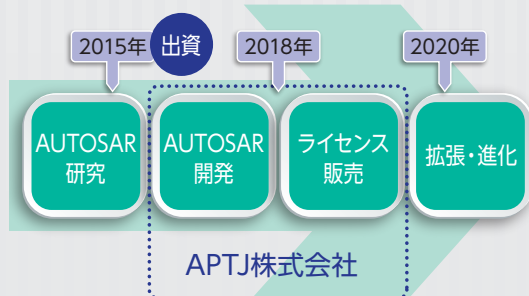 2015年
出資
2018年
2020年
AUTOSAR
研究
AUTOSAR
開発
ライセンス
販売
拡張・進化
APTJ株式会社